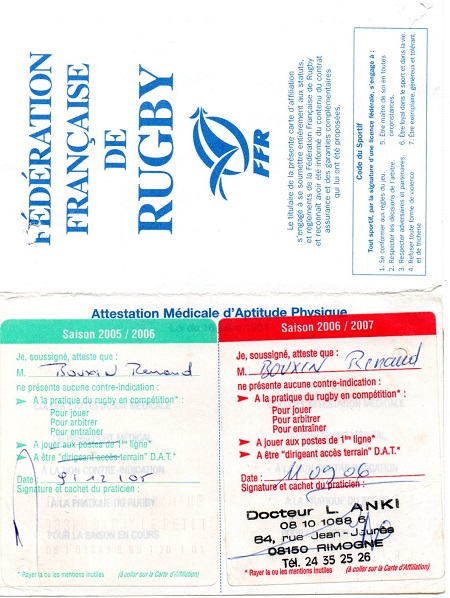 FÉDÉRATION
FRANÇAISE
DE
RUGBY
FFR
Le titulaire de la présente carte d'affiliation
s'engage à se soumettre entièrement aux statuts,
et règlements de la Fédération Française de Rugby
et reconnait avoir été informé du contenu du contrat
assurance et des garanties complémentaires
qui lui ont été proposées.
Code du Sportif
Tout sportif, par la signature d'une licence fédérale, s'engage à :
1. Se conformer aux règles du jeu.
2. Respecter les décisions de l'arbitre.
3. Respecter adversaires et partenaires.
4. Refuser toute forme de violence
et de tricherie
5. Etre maître de soi en toutes
circonstances.
6. Etre loyal dans le sport et dans la vie.
7. Etre exemplaire, généreux et tolérant.
Attestation Médicale d'Aptitude Physique
Saison 2005 / 2006
Je, soussigné, atteste que :
M. BOUXIN Renaud
ne présente aucune contre-indication :
A la pratique du rugby en compétition* :
Pour jouer
Pour arbitrer
Pour entraîner
A jouer aux postes de 1ère ligne*
A être "dirigeant accès terrain" D.A.T.*
Date : 91 12 105
Signature et cachet du praticien :
* Rayer la ou les mentions inutiles (à coller sur la Carte d'Affiliation)
Saison 2006 / 2007
Je, soussigné, atteste que :
M. BOUXIN Renaud
ne présente aucune contre-indication :
A la pratique du rugby en compétition* :
Pour jouer
Pour arbitrer
Pour entraîner
A jouer aux postes de 1ère ligne*
A être "dirigeant accès terrain" D.A.T.*
Date : 11 09 06
Signature et cachet du praticien :
Docteur L. ANKI
08 10 1088 6
84, rue Jean-Jaurès
08150 RIMOGNE
Tél. 24 35 25 26
* Rayer la ou les mentions inutiles (à coller sur la Carte d'Affiliation)